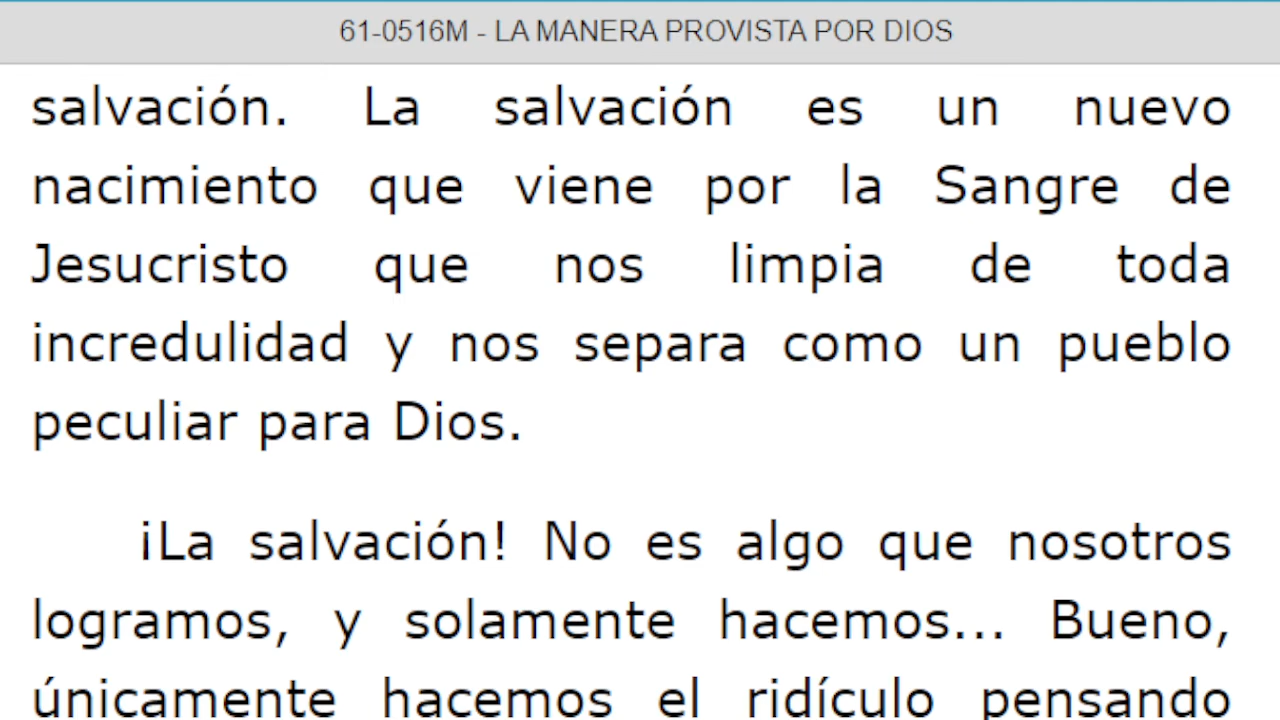 61-0516M - LA MANERA PROVISTA POR DIOS
salvación. La salvación es un nuevo
nacimiento que viene por la Sangre de
Jesucristo que nos limpia de toda
incredulidad y nos separa como un pueblo
peculiar para Dios.
¡La salvación! No es algo que nosotros
logramos, y solamente hacemos... Bueno,
únicamente hacemos el ridículo pensando